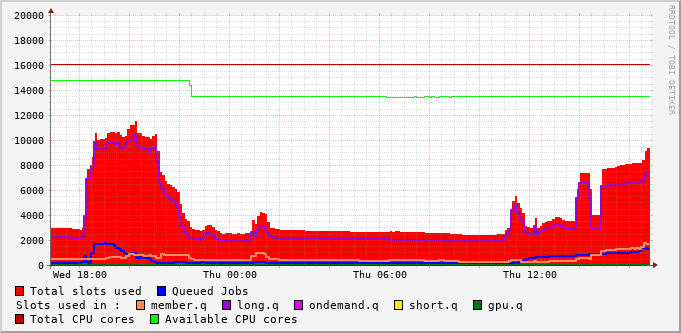 20000
18000
16000
14000
12000
10000
8000
6000
4000
2000
0
Wed 18:00 Thu 00:00 Thu 06:00 Thu 12:00
RRDTOOL / TOBI OETIKER
Total slots used Queued Jobs
Slots used in : member.q long.q ondemand.q short.q gpu.q
Total CPU cores Available CPU cores